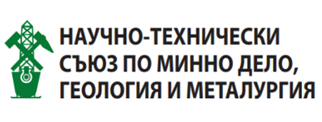 НАУЧНО-ТЕХНИЧЕСКИ
СЪЮЗ ПО МИННО ДЕЛО,
ГЕОЛОГИЯ И МЕТАЛУРГИЯ